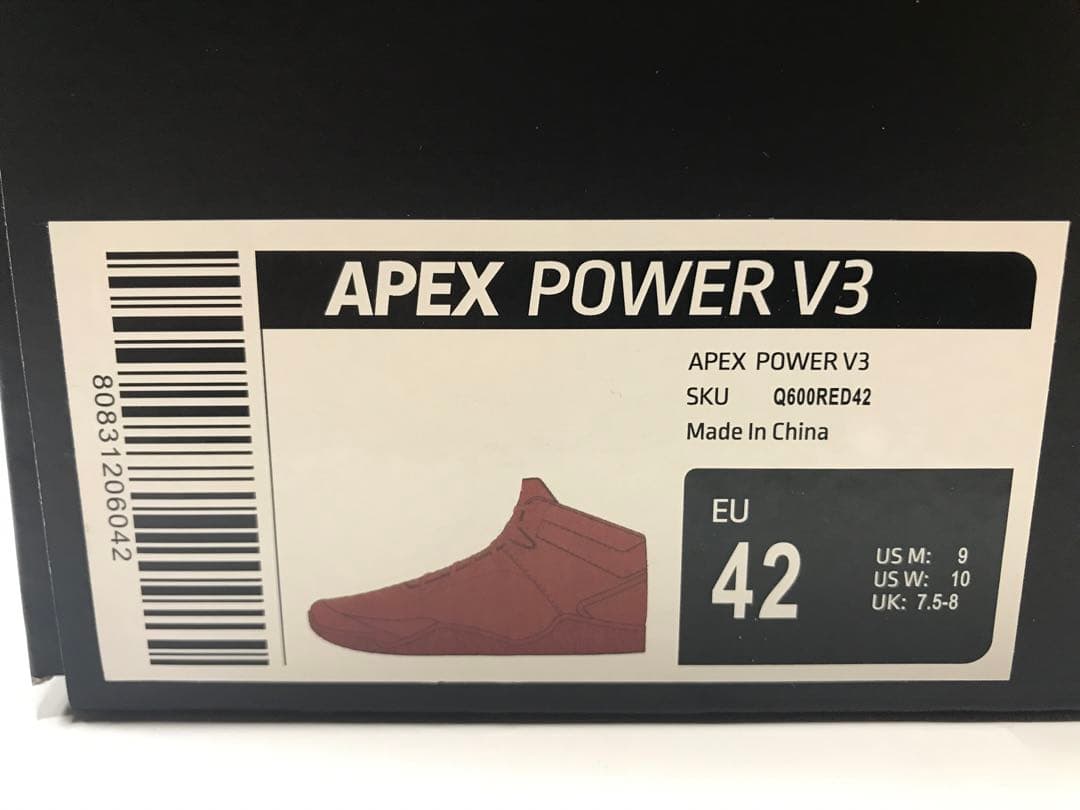 APEX POWER V3
APEX POWER V3
SKU Q600RED42
Made In China
EU
42
US M: 9
US W: 10
UK: 7.5-8
80831206042